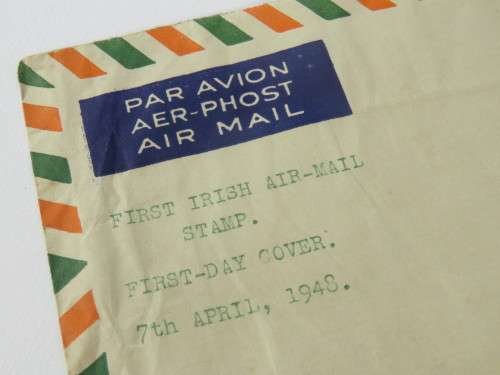 PAR AVION
AER-PHOST
AIR MAIL
FIRST IRISH AIR-MAIL
STAMP.
FIRST-DAY COVER.
7th APRIL, 1948.